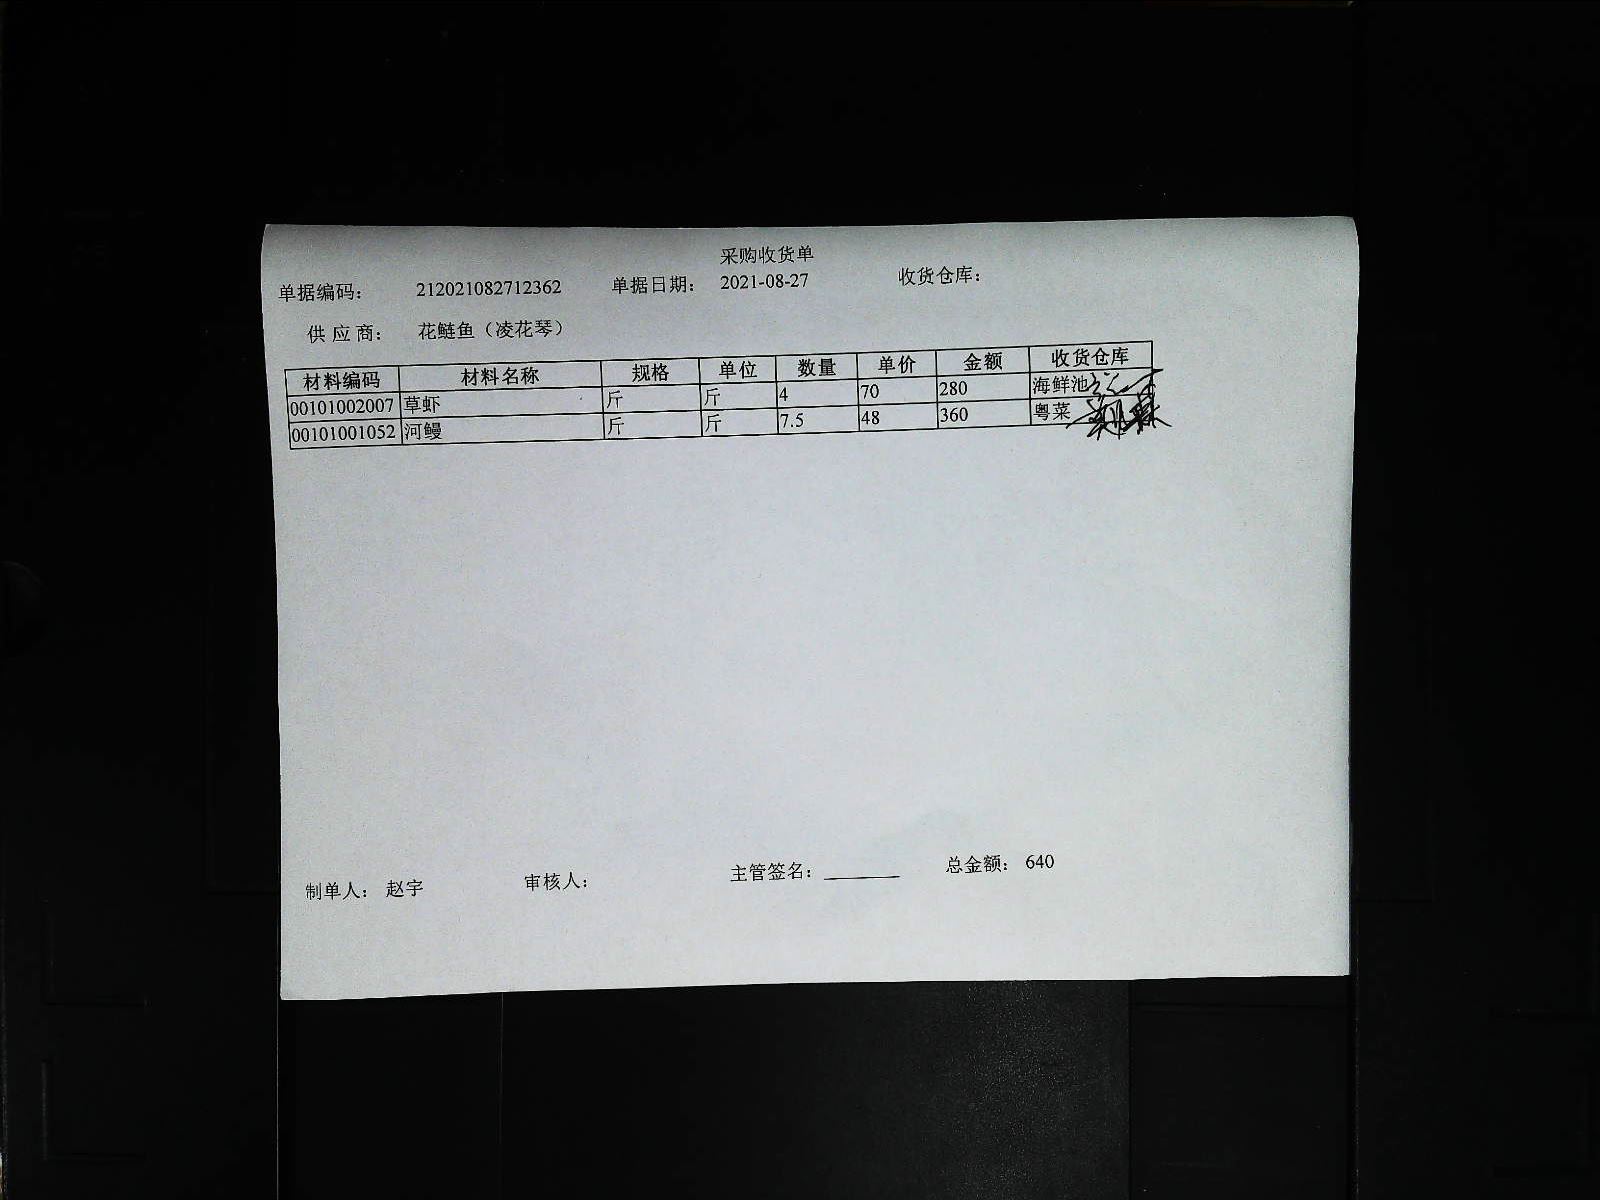 采购收货单
单据编码： 212021082712362 单据日期： 2021-08-27 收货仓库：
供应商： 花鲢鱼（凌花琴）
材料编码 材料名称 规格 单位 数量 单价 金额 收货仓库
00101002007 草虾 斤 斤 4 70 280 海鲜池
00101001052 河鳗 斤 斤 7.5 48 360 粤菜
制单人： 赵宇 审核人： 主管签名： 总金额： 640